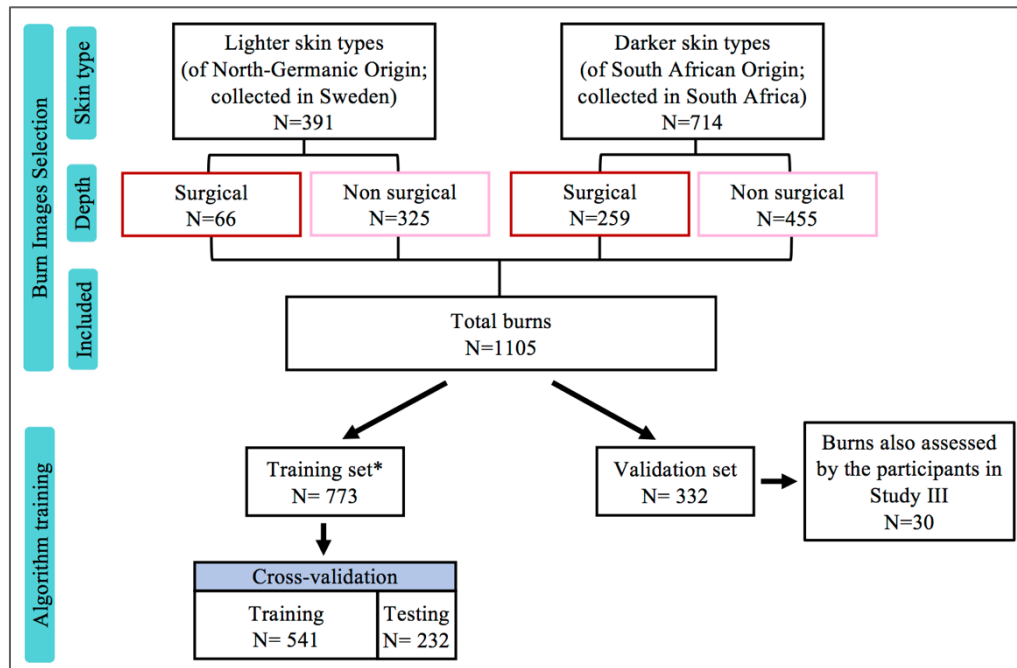 Burn Images Selection
Skin type
Lighter skin types
(of North-Germanic Origin;
collected in Sweden)
N=391
Darker skin types
(of South African Origin;
collected in South Africa)
N=714
Depth
Surgical
N=66
Non surgical
N=325
Surgical
N=259
Non surgical
N=455
Included
Total burns
N=1105
Algorithm training
Training set*
N= 773
Validation set
N= 332
Burns also assessed
by the participants in
Study III
N=30
Cross-validation
Training
N= 541
Testing
N= 232